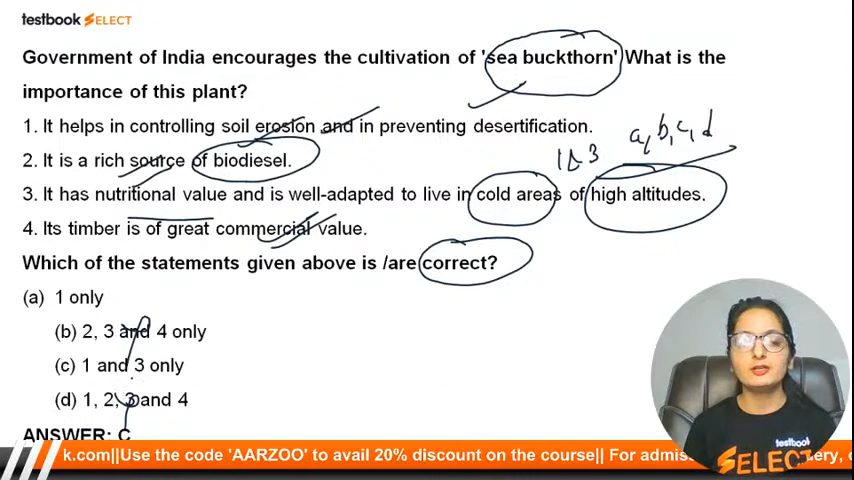 testbook SELECT
Government of India encourages the cultivation of 'sea buckthorn' What is the
importance of this plant?
1. It helps in controlling soil erosion and in preventing desertification.
a, b, c, d
2. It is a rich source of biodiesel.
1 & 3
3. It has nutritional value and is well-adapted to live in cold areas of high altitudes.
4. Its timber is of great commercial value.
Which of the statements given above is /are correct?
(a) 1 only
(b) 2, 3 and 4 only
(c) 1 and 3 only
(d) 1, 2, 3 and 4
ANSWER: C
testbook
SELECT
k.com||Use the code 'AARZOO' to avail 20% discount on the course|| For